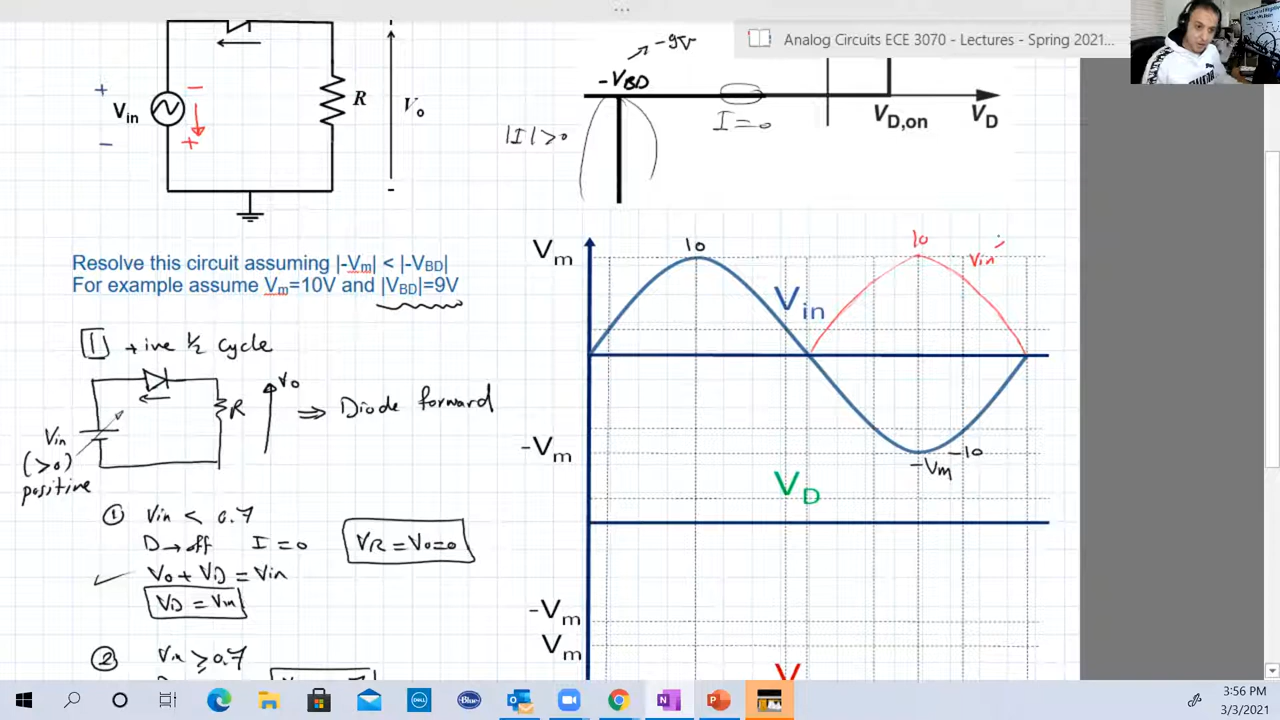 Analog Circuits ECE 3070 - Lectures - Spring 2021...
+
-
Vin
-
+
R
Vo
-
-9V
-VBD
|I| > 0
I = 0
VD,on
VD
Resolve this circuit assuming |-Vm| < |-VBD|
For example assume Vm=10V and |VBD|=9V
1 +ive 1/2 cycle
Vo
R
⇒ Diode forward
Vin
(>0)
positive
① Vin < 0.7
D → off I = 0
VR = Vo = 0
Vo + VD = Vin
VD = Vm
② Vin ≥ 0.7
Vm
10
10
Vin
Vin
-Vm
-Vm
-10
VD
-Vm
Vm
V
DELL
Blue
3:56 PM
3/3/2021